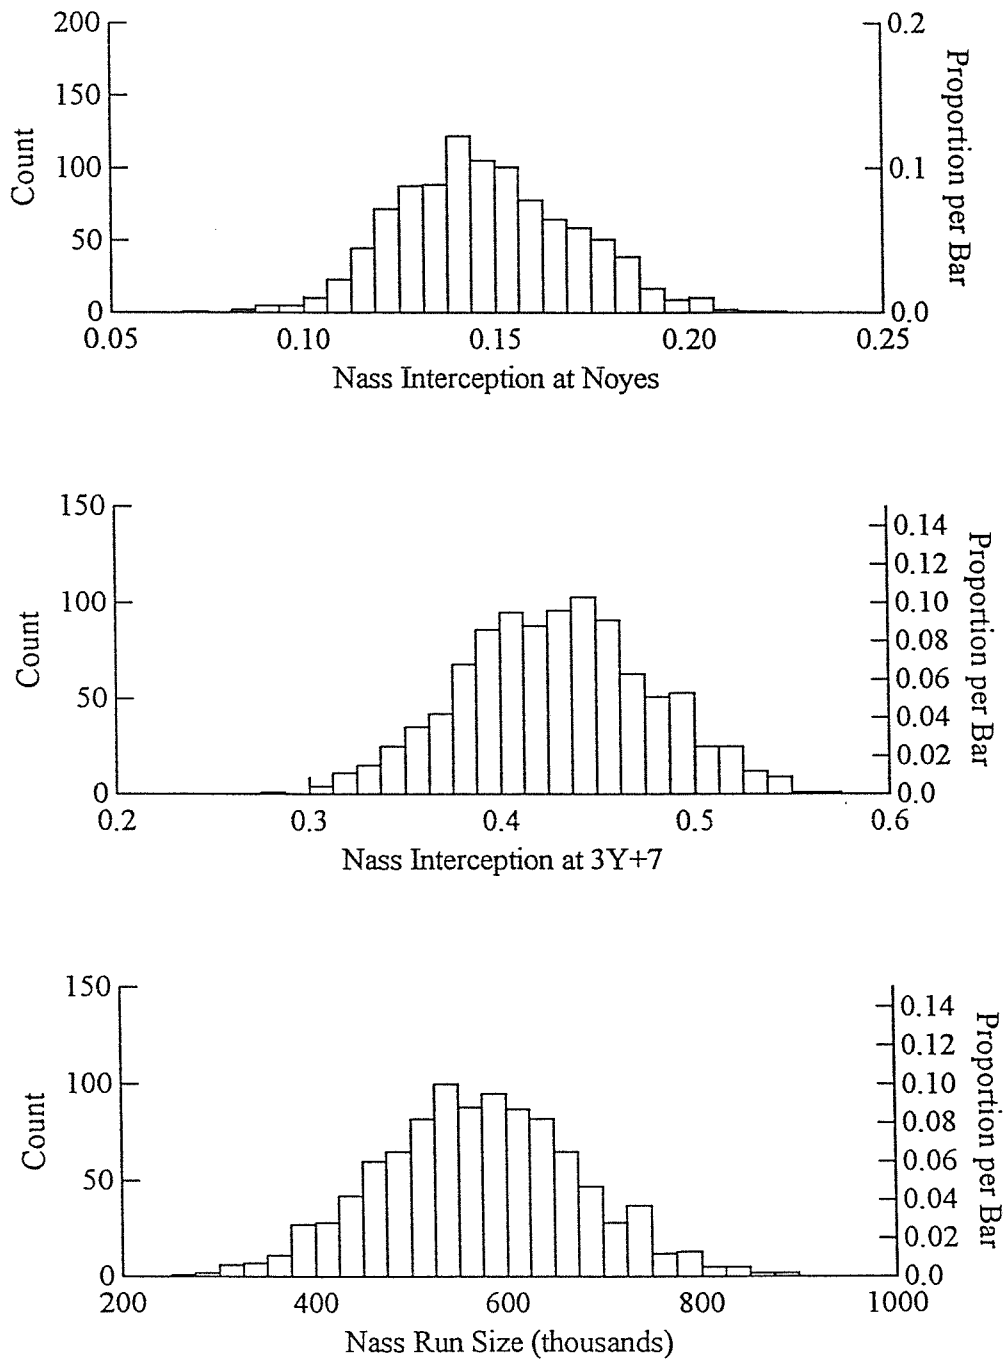 200
150
100
50
0
Count
0.2
0.1
0.0
Proportion per Bar
0.05 0.10 0.15 0.20 0.25
Nass Interception at Noyes
150
100
50
0
Count
0.14
0.12
0.10
0.08
0.06
0.04
0.02
0.0
Proportion per Bar
0.2 0.3 0.4 0.5 0.6
Nass Interception at 3Y+7
150
100
50
0
Count
0.14
0.12
0.10
0.08
0.06
0.04
0.02
0.0
Proportion per Bar
200 400 600 800 1000
Nass Run Size (thousands)